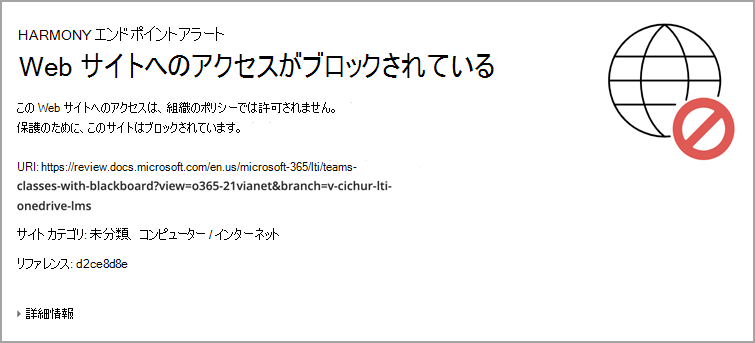 HARMONY エンドポイントアラート
Web サイトへのアクセスがブロックされている
この Web サイトへのアクセスは、組織のポリシーでは許可されません。
保護のために、このサイトはブロックされています。
URI: https://review.docs.microsoft.com/en.us/microsoft-365/lti/teams-
classes-with-blackboard?view=o365-21vianet&branch=v-cichur-lti-
onedrive-lms
サイト カテゴリ: 未分類、コンピューター / インターネット
リファレンス: d2ce8d8e
詳細情報